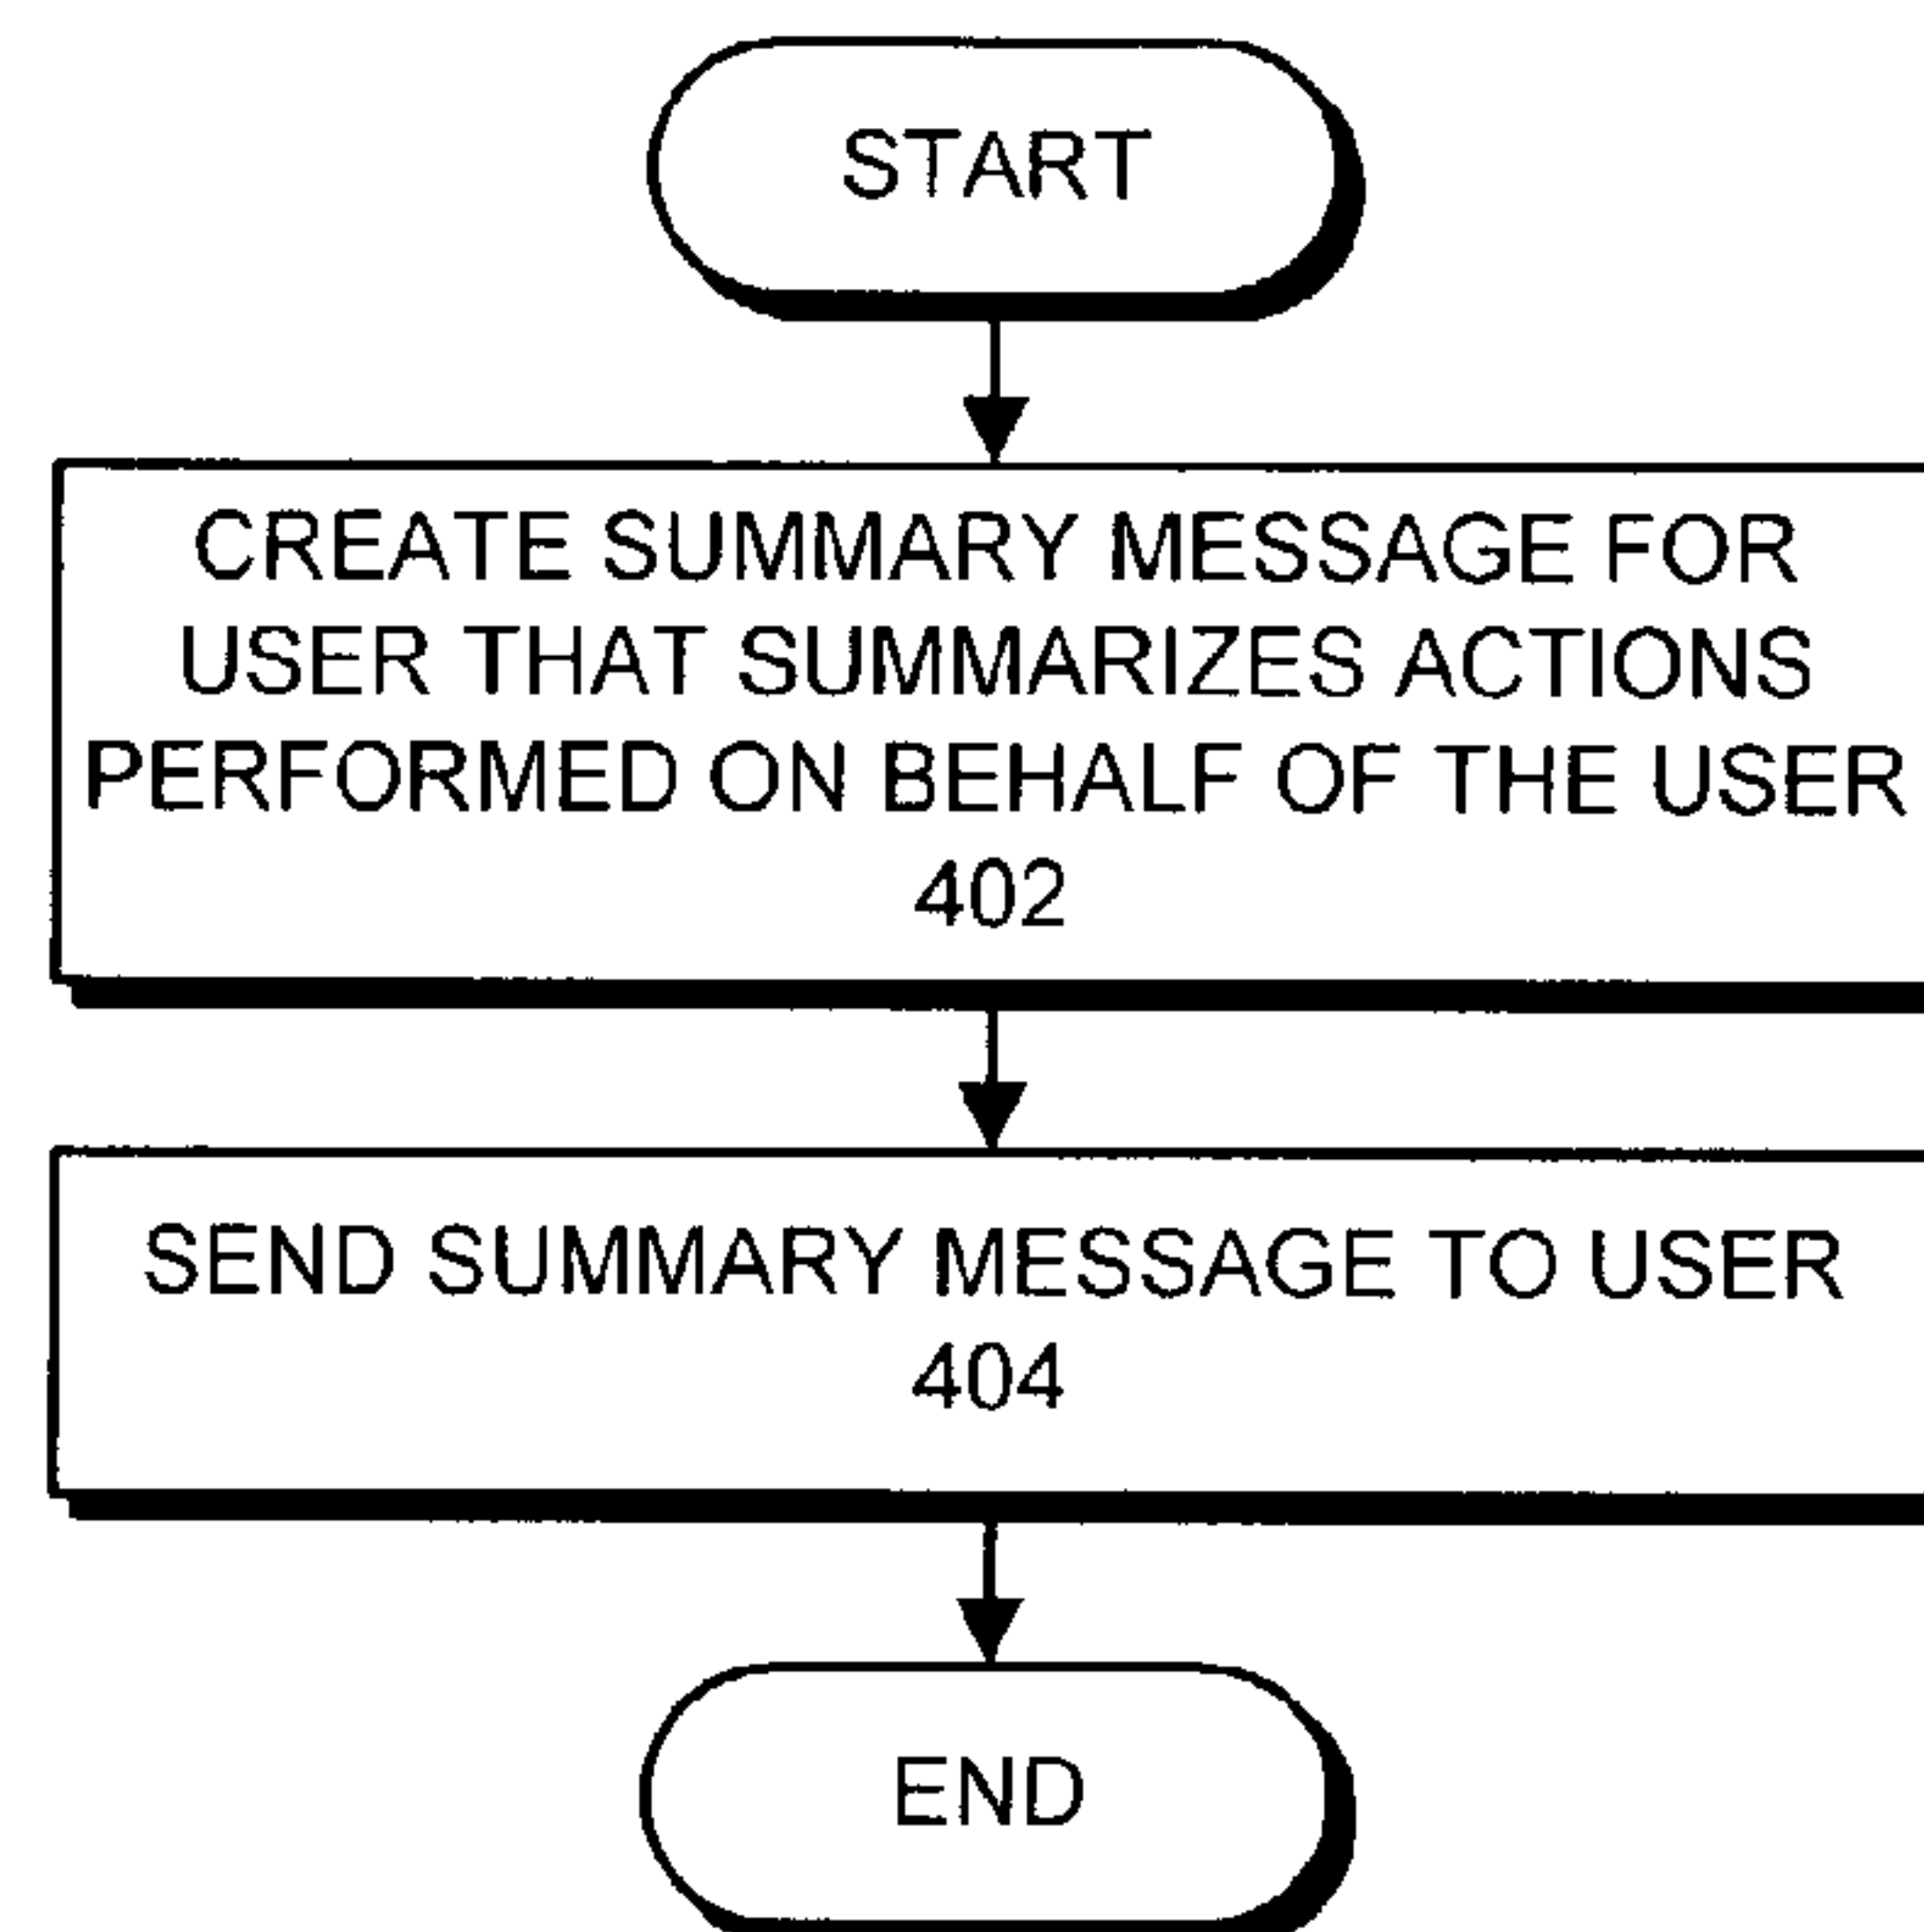 START
CREATE SUMMARY MESSAGE FOR
USER THAT SUMMARIZES ACTIONS
PERFORMED ON BEHALF OF THE USER
402
SEND SUMMARY MESSAGE TO USER
404
END